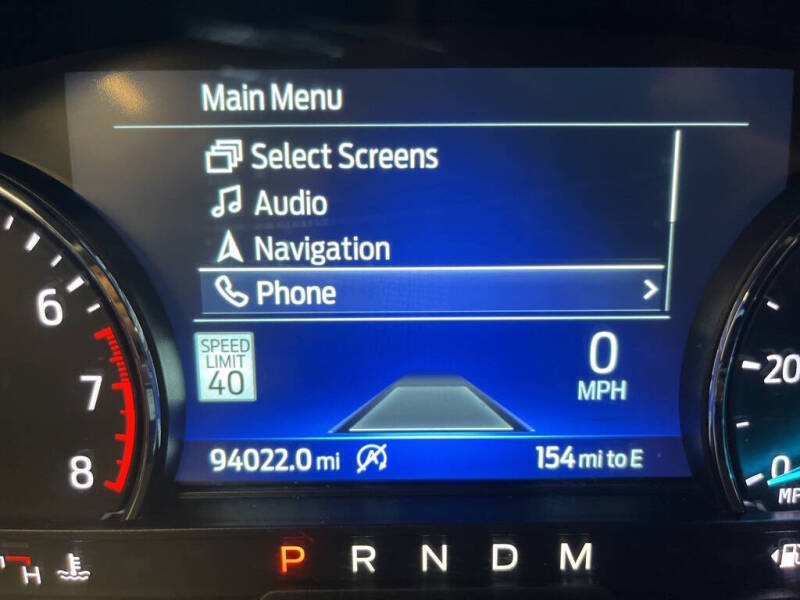 Main Menu
Select Screens
Audio
Navigation
Phone
SPEED
LIMIT
40
0
MPH
94022.0 mi
154 mi to E
6
7
8
H
20
0
P R N D M